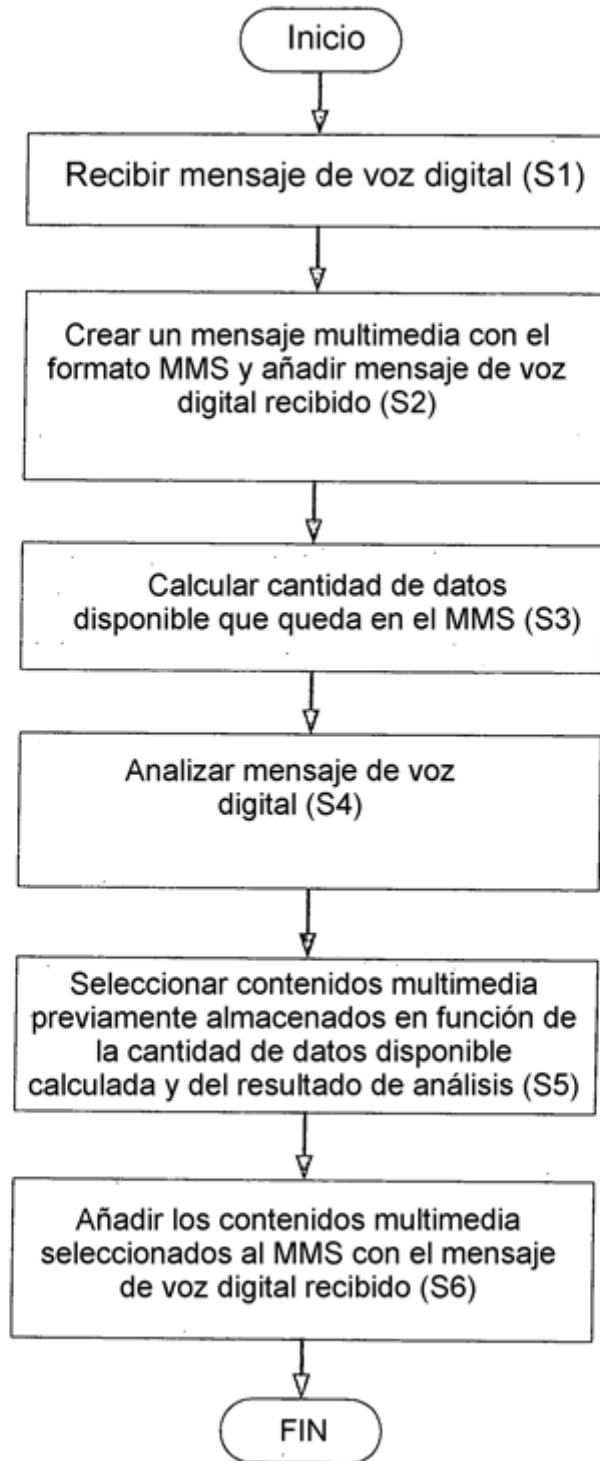 Inicio
Recibir mensaje de voz digital (S1)
Crear un mensaje multimedia con el
formato MMS y añadir mensaje de voz
digital recibido (S2)
Calcular cantidad de datos
disponible que queda en el MMS (S3)
Analizar mensaje de voz
digital (S4)
Seleccionar contenidos multimedia
previamente almacenados en función de
la cantidad de datos disponible
calculada y del resultado de análisis (S5)
Añadir los contenidos multimedia
seleccionados al MMS con el mensaje
de voz digital recibido (S6)
FIN